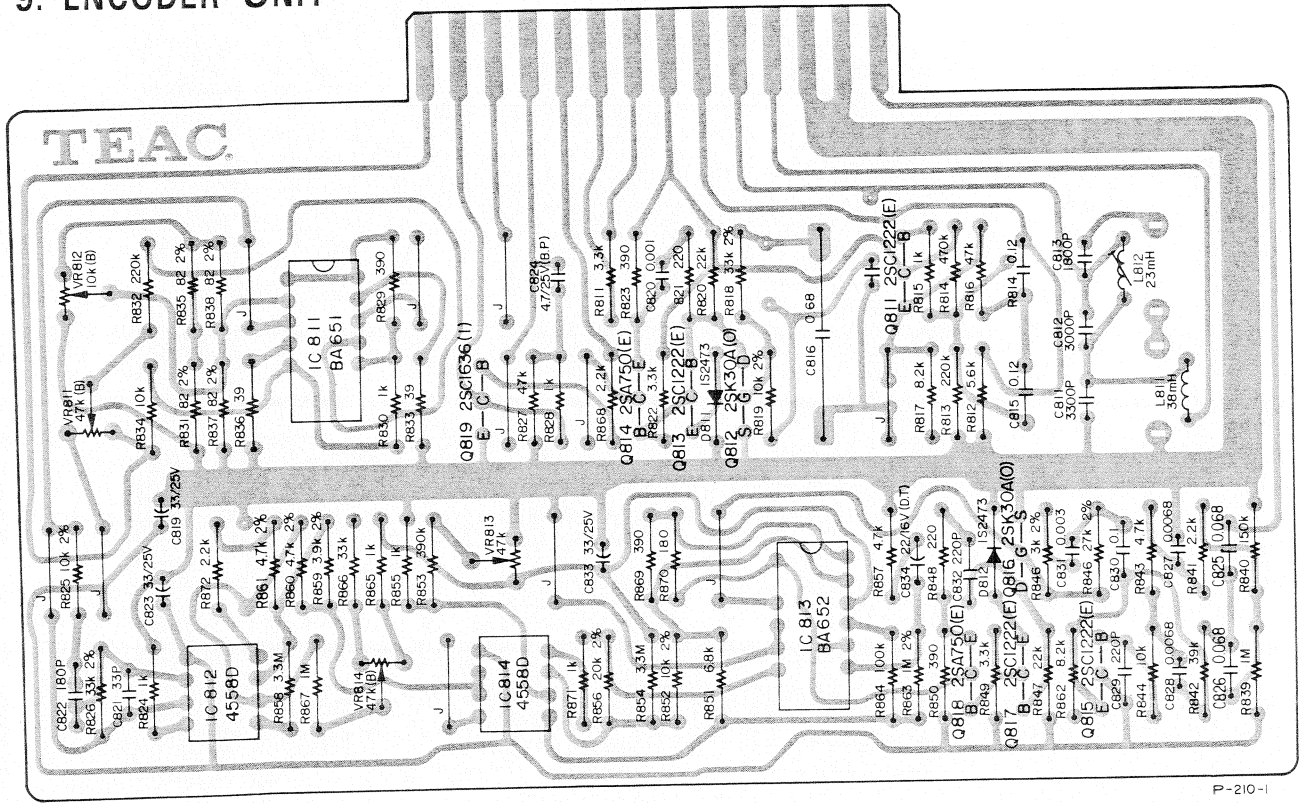 9. ENCODER UNIT
TEAC
VR812
10k (B)
R832 220k
R835 82 2%
R838 82 2%
J
IC811
BA651
R829 390
J
J
C824
4.7/25V(B.P)
R811 3.3k
R823 390
C820 0.001
R821 220
R820 22k
R818 33k 2%
C816 0.68
Q811 2SC1222(E)
E—C—B
R815 1k
R814 470k
R816 47k
C814 0.12
C813
1800P
L812
23mH
VR811
47k (B)
R834 10k
R831 82 2%
R837 82 2%
R836 39
R830 1k
R833 39
Q819 2SC1636(1)
E—C—B
J
R827 47k
R828 1k
J
R868 2.2k
Q814 2SA750(E)
B—C—E
R822 3.3k
Q813 2SC1222(E)
E—C—B
D811 1S2473
Q812 2SK30A(O)
S—G—D
R819 10k 2%
J
R817 8.2k
R813 220k
R812 5.6k
C815 0.12
C812
3000P
C811
3300P
L811
38mH
J
R825 10k 2%
J
C819 33/25V
C823 33/25V
R872 2.2k
R861 4.7k 2%
R860 4.7k 2%
R859 3.9k 2%
R866 33k
R865 1k
R855 1k
R853 390k
VR813
47k
J
C833 33/25V
R869 390
R870 180
J
IC813
BA652
R857 4.7k
C834 22/16V (D.T)
R848 220
C832 220P
D812 1S2473
Q816 2SK30A(O)
D—G—S
R845 3k 2%
C831 0.003
R846 27k 2%
C830 0.1
R843 4.7k
C827 0.0068
R841 2.2k
C825 0.068
R840 150k
C822 180P
R826 33k 2%
C821 33P
R824 1k
IC812
4558D
R858 3.3M
R867 1M
VR814
47k (B)
J
IC814
4558D
R871 1k
R856 20k 2%
R854 3.3M
R852 10k 2%
R851 6.8k
R864 100k
R863 1M 2%
R850 390
Q818 2SA750(E)
B—C—E
R849 3.3k
Q817 2SC1222(E)
B—C—E
R847 22k
R862 8.2k
Q815 2SC1222(E)
E—C—B
C829 220P
R844 10k
C828 0.0068
R842 39k
C826 0.068
R839 1M
P-210-1